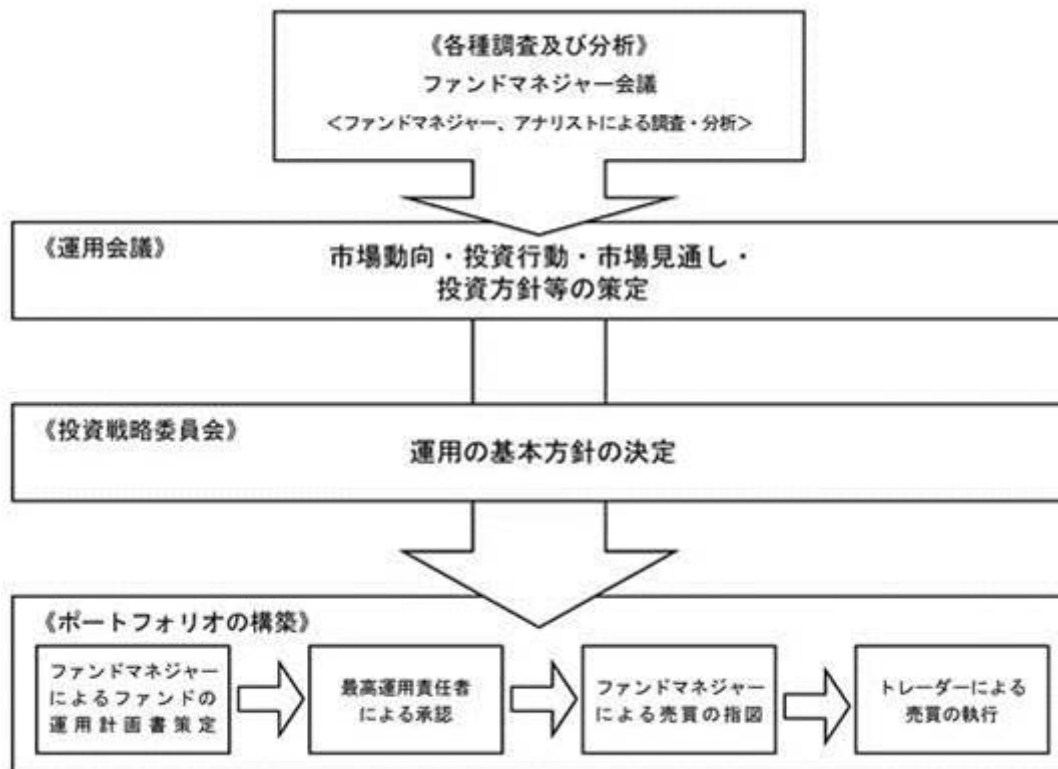 《各種調査及び分析》
ファンドマネジャー会議
<ファンドマネジャー、アナリストによる調査・分析>
《運用会議》
市場動向・投資行動・市場見通し・
投資方針等の策定
《投資戦略委員会》
運用の基本方針の決定
《ポートフォリオの構築》
ファンドマネジャー
によるファンドの
運用計画書策定
最高運用責任者
による承認
ファンドマネジャー
による売買の指図
トレーダーによる
売買の執行